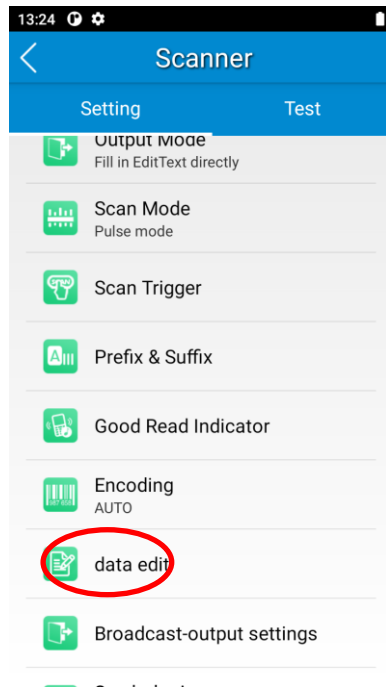 13:24
Scanner
Setting
Test
Output Mode
Fill in EditText directly
Scan Mode
Pulse mode
Scan Trigger
Prefix & Suffix
Good Read Indicator
Encoding
AUTO
data edit
Broadcast-output settings